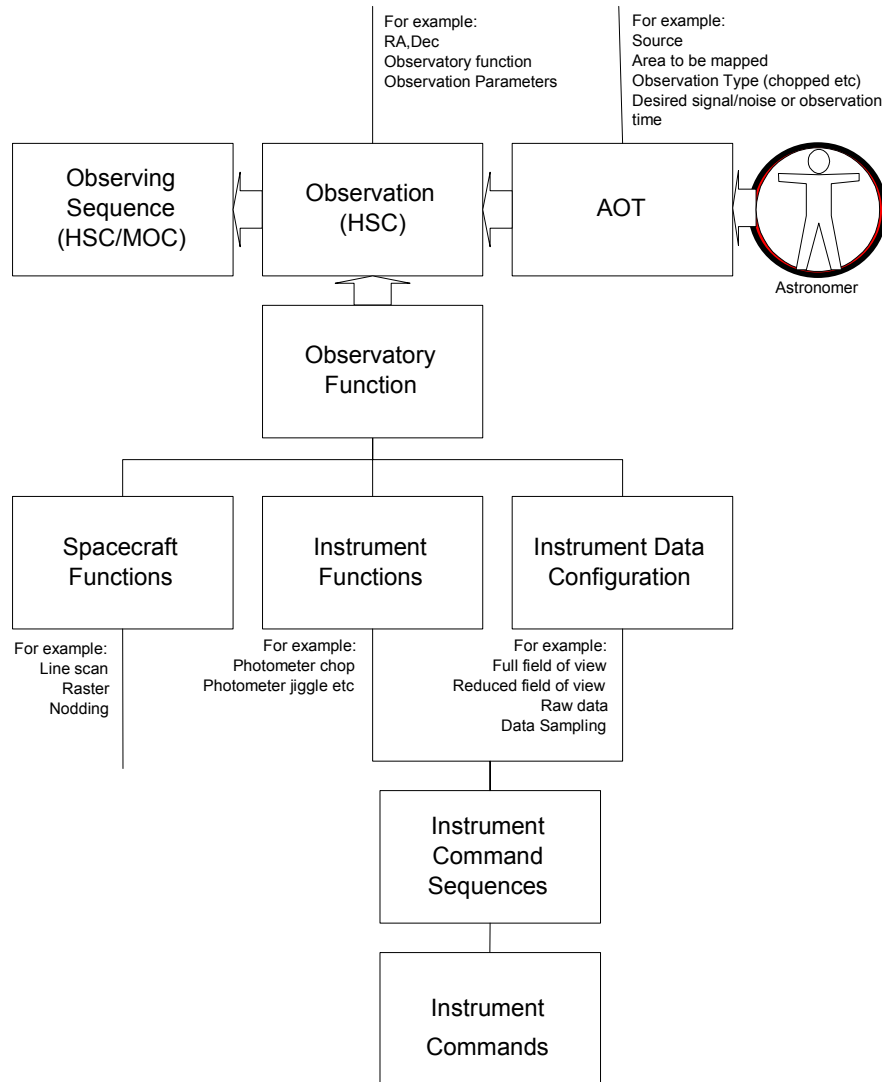 For example:
RA,Dec
Observatory function
Observation Parameters
For example:
Source
Area to be mapped
Observation Type (chopped etc)
Desired signal/noise or observation
time
Observing
Sequence
(HSC/MOC)
Observation
(HSC)
AOT
Astronomer
Observatory
Function
Spacecraft
Functions
Instrument
Functions
Instrument Data
Configuration
For example:
Line scan
Raster
Nodding
For example:
Photometer chop
Photometer jiggle etc
For example:
Full field of view
Reduced field of view
Raw data
Data Sampling
Instrument
Command
Sequences
Instrument
Commands